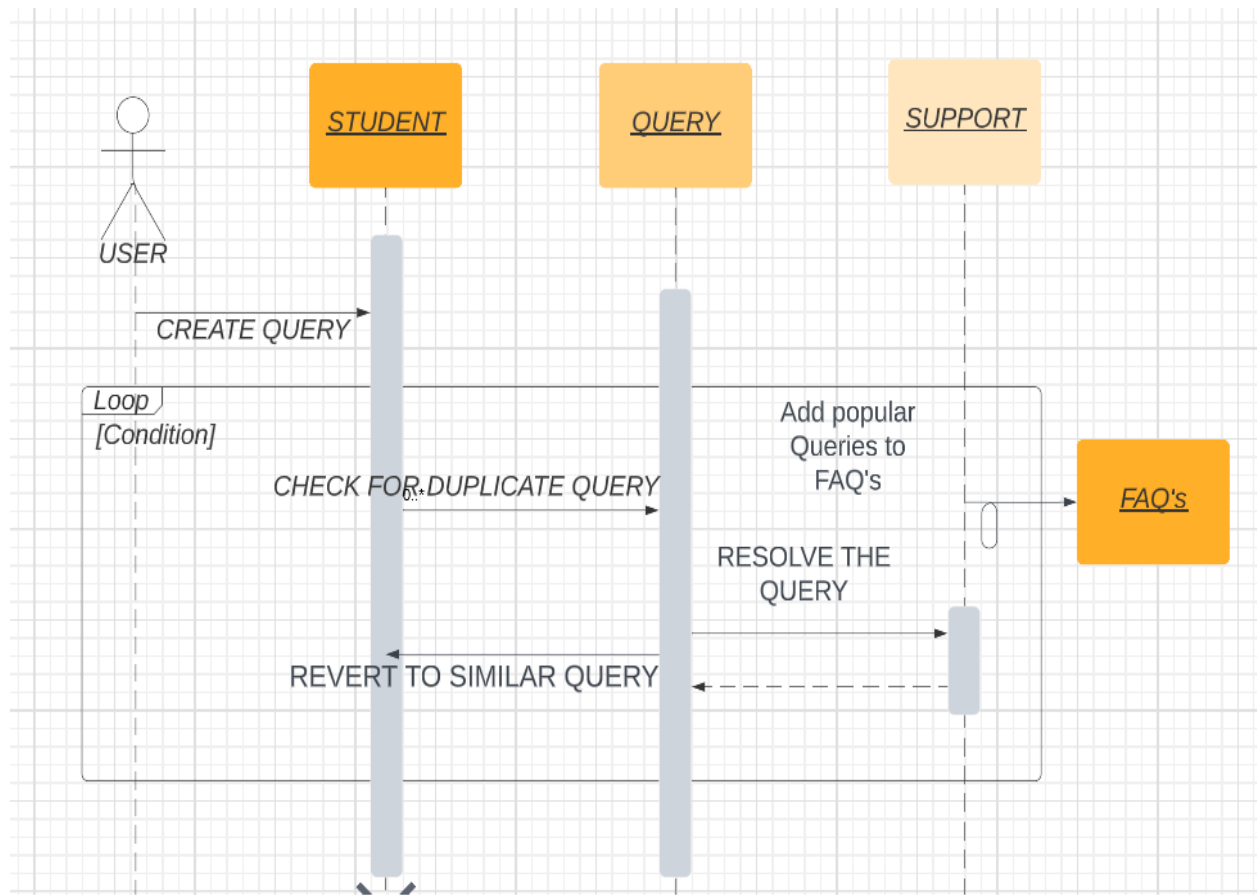 STUDENT
QUERY
SUPPORT
USER
CREATE QUERY
Loop
[Condition]
Add popular
Queries to
FAQ's
CHECK FOR DUPLICATE QUERY
0..*
FAQ's
RESOLVE THE
QUERY
REVERT TO SIMILAR QUERY